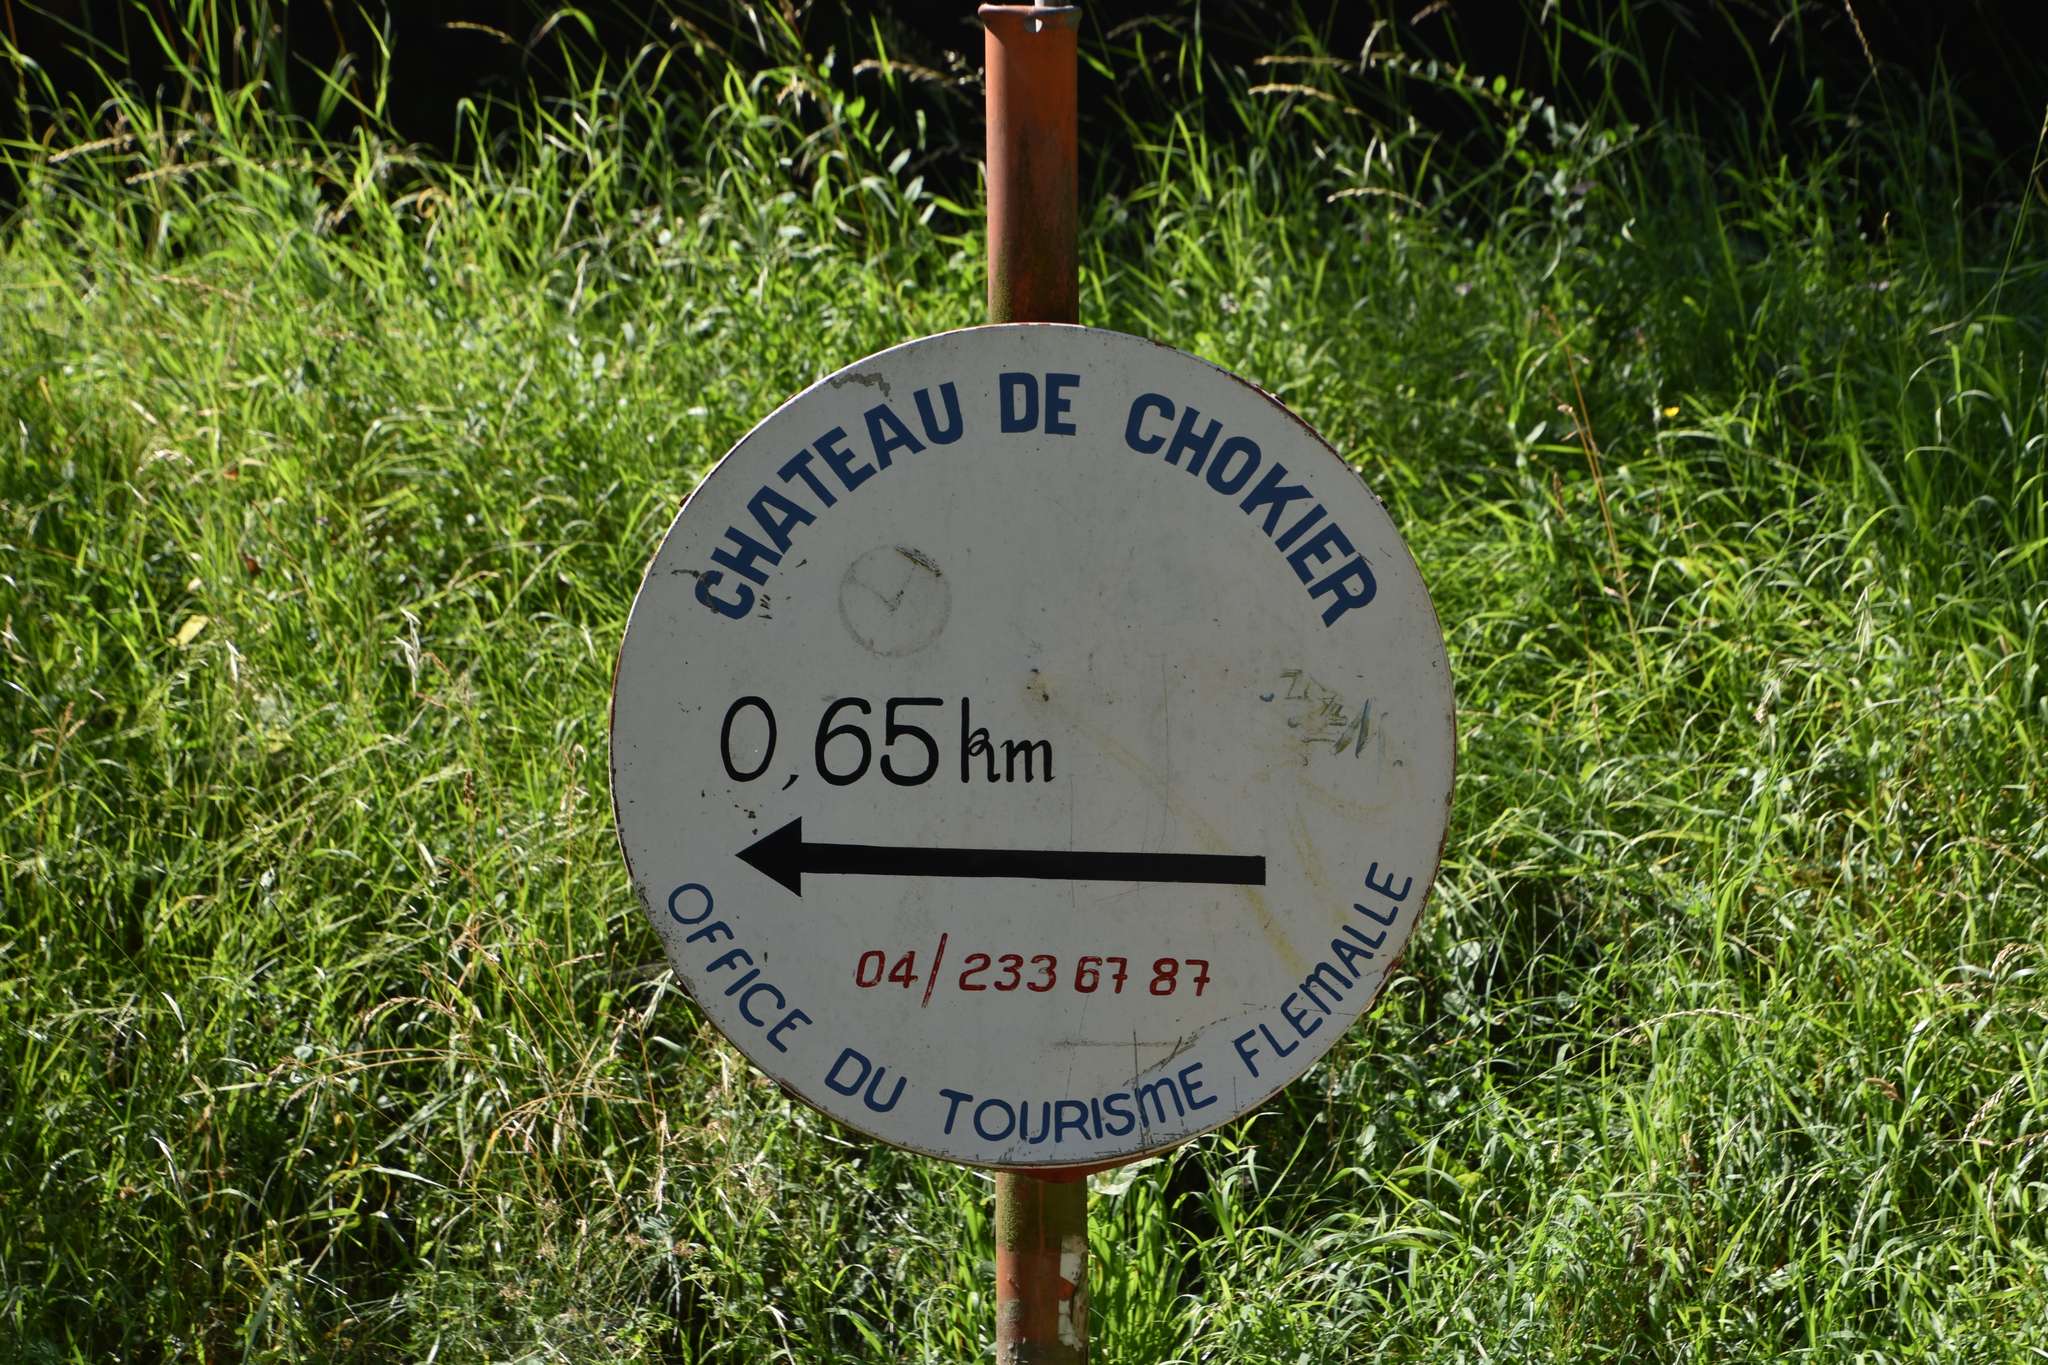 CHATEAU DE CHOKIER
0,65 km
04/233 67 87
OFFICE DU TOURISME FLEMALLE